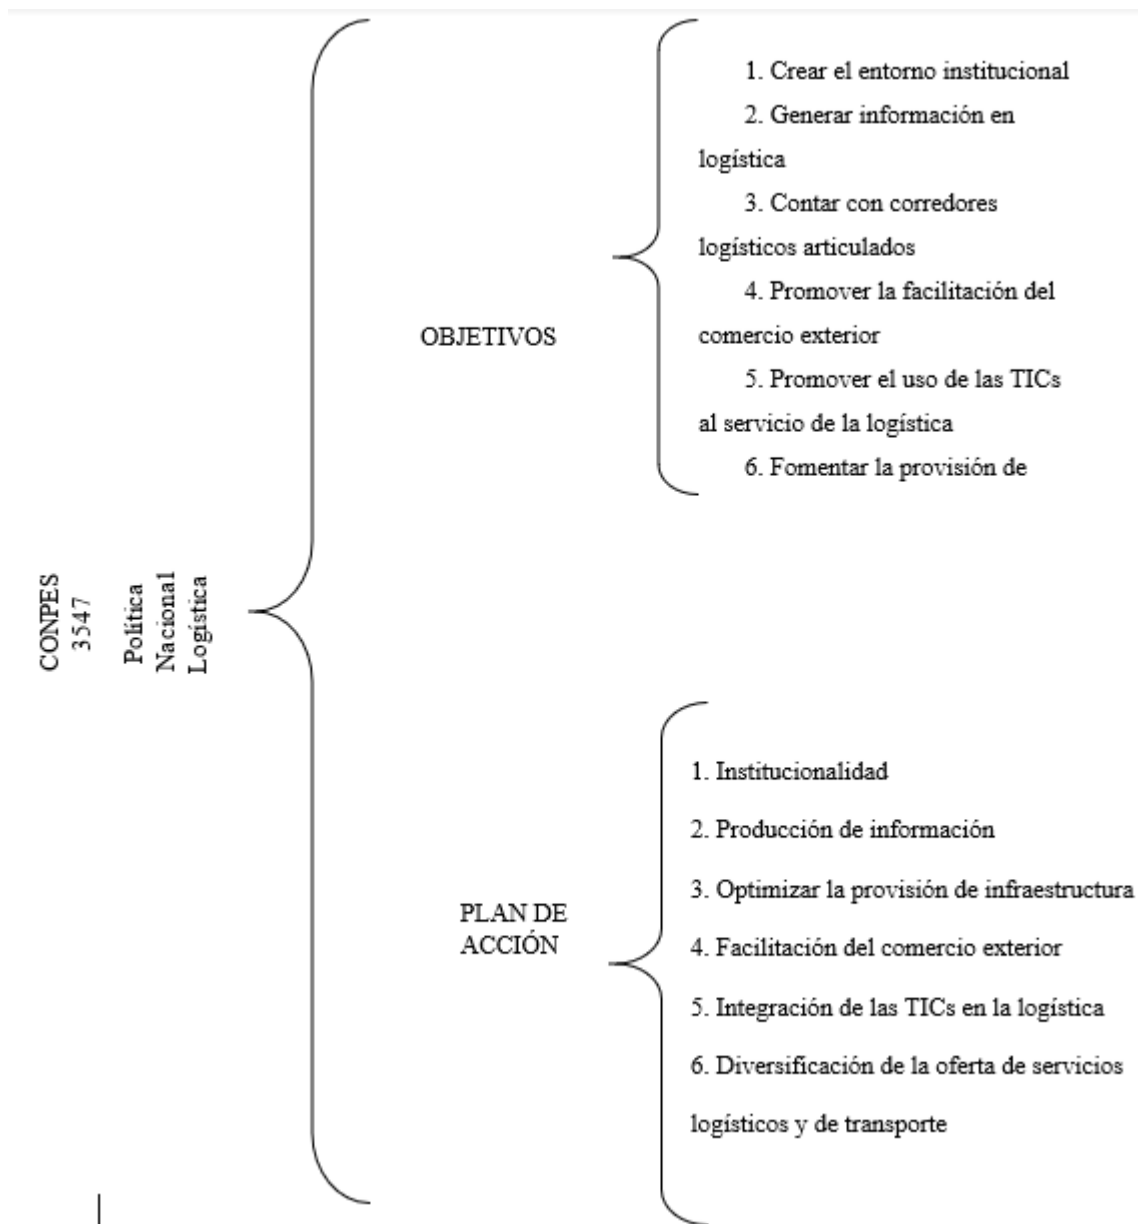 CONPES
3547
Política
Nacional
Logística
OBJETIVOS
1. Crear el entorno institucional
2. Generar información en
logística
3. Contar con corredores
logísticos articulados
4. Promover la facilitación del
comercio exterior
5. Promover el uso de las TICs
al servicio de la logística
6. Fomentar la provisión de
PLAN DE
ACCIÓN
1. Institucionalidad
2. Producción de información
3. Optimizar la provisión de infraestructura
4. Facilitación del comercio exterior
5. Integración de las TICs en la logística
6. Diversificación de la oferta de servicios
logísticos y de transporte